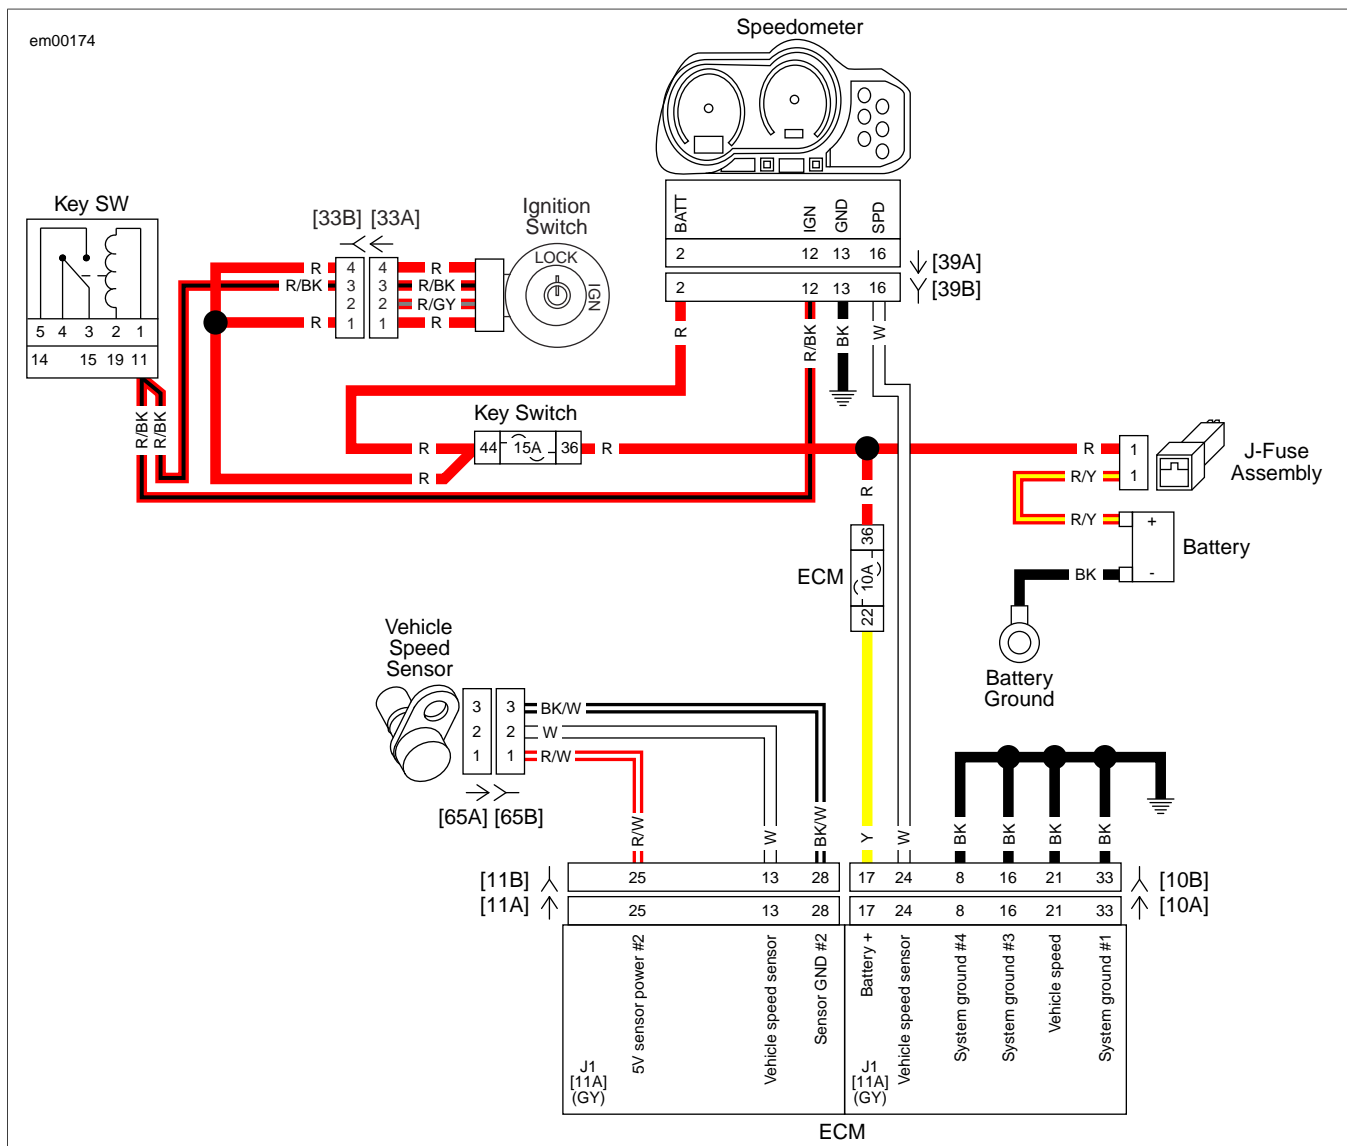 em00174
Speedometer
BATT
IGN
GND
SPD
2 12 13 16
[39A]
2 12 13 16
[39B]
R
R/BK
BK
W
Key SW
5 4 3 2 1
14 15 19 11
R/BK
R/BK
[33B] [33A]
Ignition
Switch
LOCK
IGN
R 4 4 R
R/BK 3 3 R/BK
2 2 R/GY
R 1 1 R
Key Switch
R 44 15A 36 R
R
R 1
R/Y 1
J-Fuse
Assembly
R/Y +
Battery
BK -
Battery
Ground
R
36
10A
22
ECM
Vehicle
Speed
Sensor
3 3 BK/W
2 2 W
1 1 R/W
[65A] [65B]
R/W
W
BK/W
Y
W
BK
BK
BK
BK
[11B] 25 13 28 17 24 8 16 21 33 [10B]
[11A] 25 13 28 17 24 8 16 21 33 [10A]
5V sensor power #2
Vehicle speed sensor
Sensor GND #2
Battery +
Vehicle speed sensor
System ground #4
System ground #3
Vehicle speed
System ground #1
J1
[11A]
(GY)
J1
[11A]
(GY)
ECM